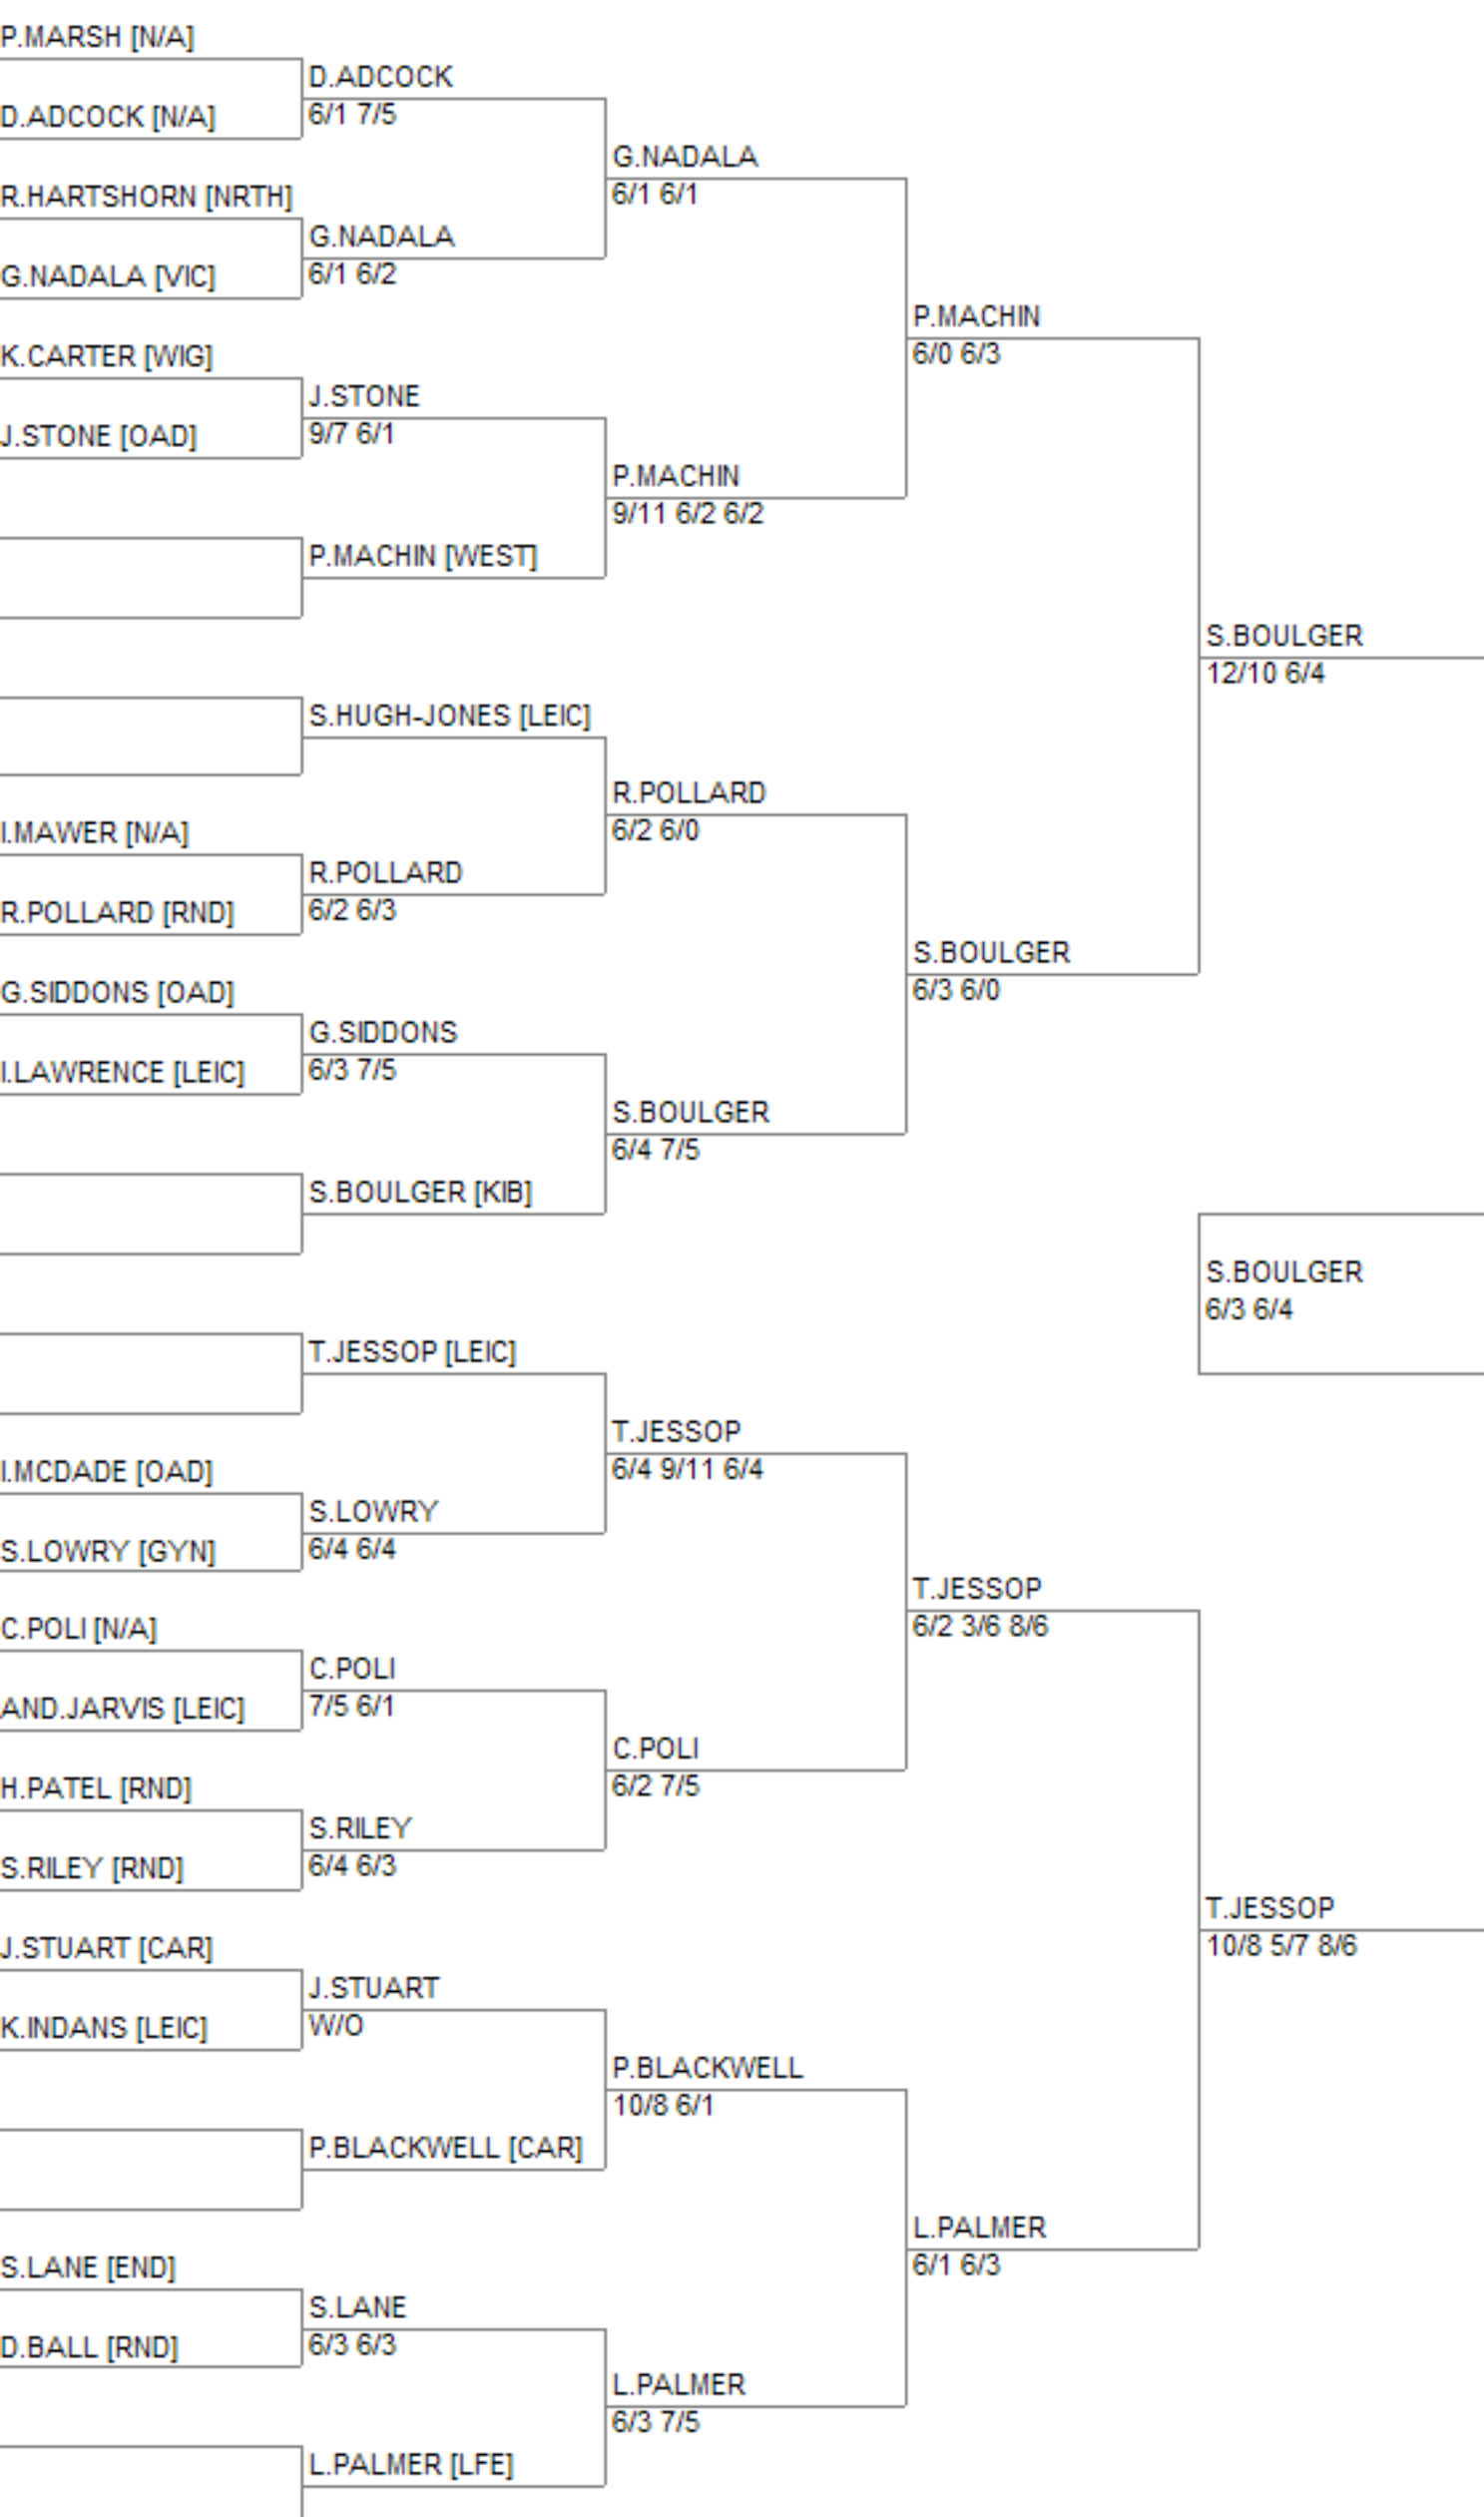 P.MARSH [N/A]
D.ADCOCK
6/1 7/5
D.ADCOCK [N/A]
G.NADALA
6/1 6/1
R.HARTSHORN [NRTH]
G.NADALA
6/1 6/2
G.NADALA [VIC]
P.MACHIN
6/0 6/3
K.CARTER [WIG]
J.STONE
9/7 6/1
J.STONE [OAD]
P.MACHIN
9/11 6/2 6/2
P.MACHIN [WEST]
S.BOULGER
12/10 6/4
S.HUGH-JONES [LEIC]
R.POLLARD
6/2 6/0
I.MAWER [N/A]
R.POLLARD
6/2 6/3
R.POLLARD [RND]
S.BOULGER
6/3 6/0
G.SIDDONS [OAD]
G.SIDDONS
6/3 7/5
I.LAWRENCE [LEIC]
S.BOULGER
6/4 7/5
S.BOULGER [KIB]
S.BOULGER
6/3 6/4
T.JESSOP [LEIC]
T.JESSOP
6/4 9/11 6/4
I.MCDADE [OAD]
S.LOWRY
6/4 6/4
S.LOWRY [GYN]
T.JESSOP
6/2 3/6 8/6
C.POLI [N/A]
C.POLI
7/5 6/1
AND.JARVIS [LEIC]
C.POLI
6/2 7/5
H.PATEL [RND]
S.RILEY
6/4 6/3
S.RILEY [RND]
T.JESSOP
10/8 5/7 8/6
J.STUART [CAR]
J.STUART
W/O
K.INDANS [LEIC]
P.BLACKWELL
10/8 6/1
P.BLACKWELL [CAR]
L.PALMER
6/1 6/3
S.LANE [END]
S.LANE
6/3 6/3
D.BALL [RND]
L.PALMER
6/3 7/5
L.PALMER [LFE]